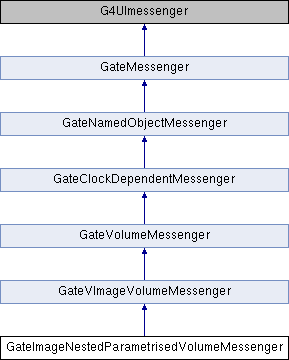 G4UImessenger
GateMessenger
GateNamedObjectMessenger
GateClockDependentMessenger
GateVolumeMessenger
GateVImageVolumeMessenger
GateImageNestedParametrisedVolumeMessenger